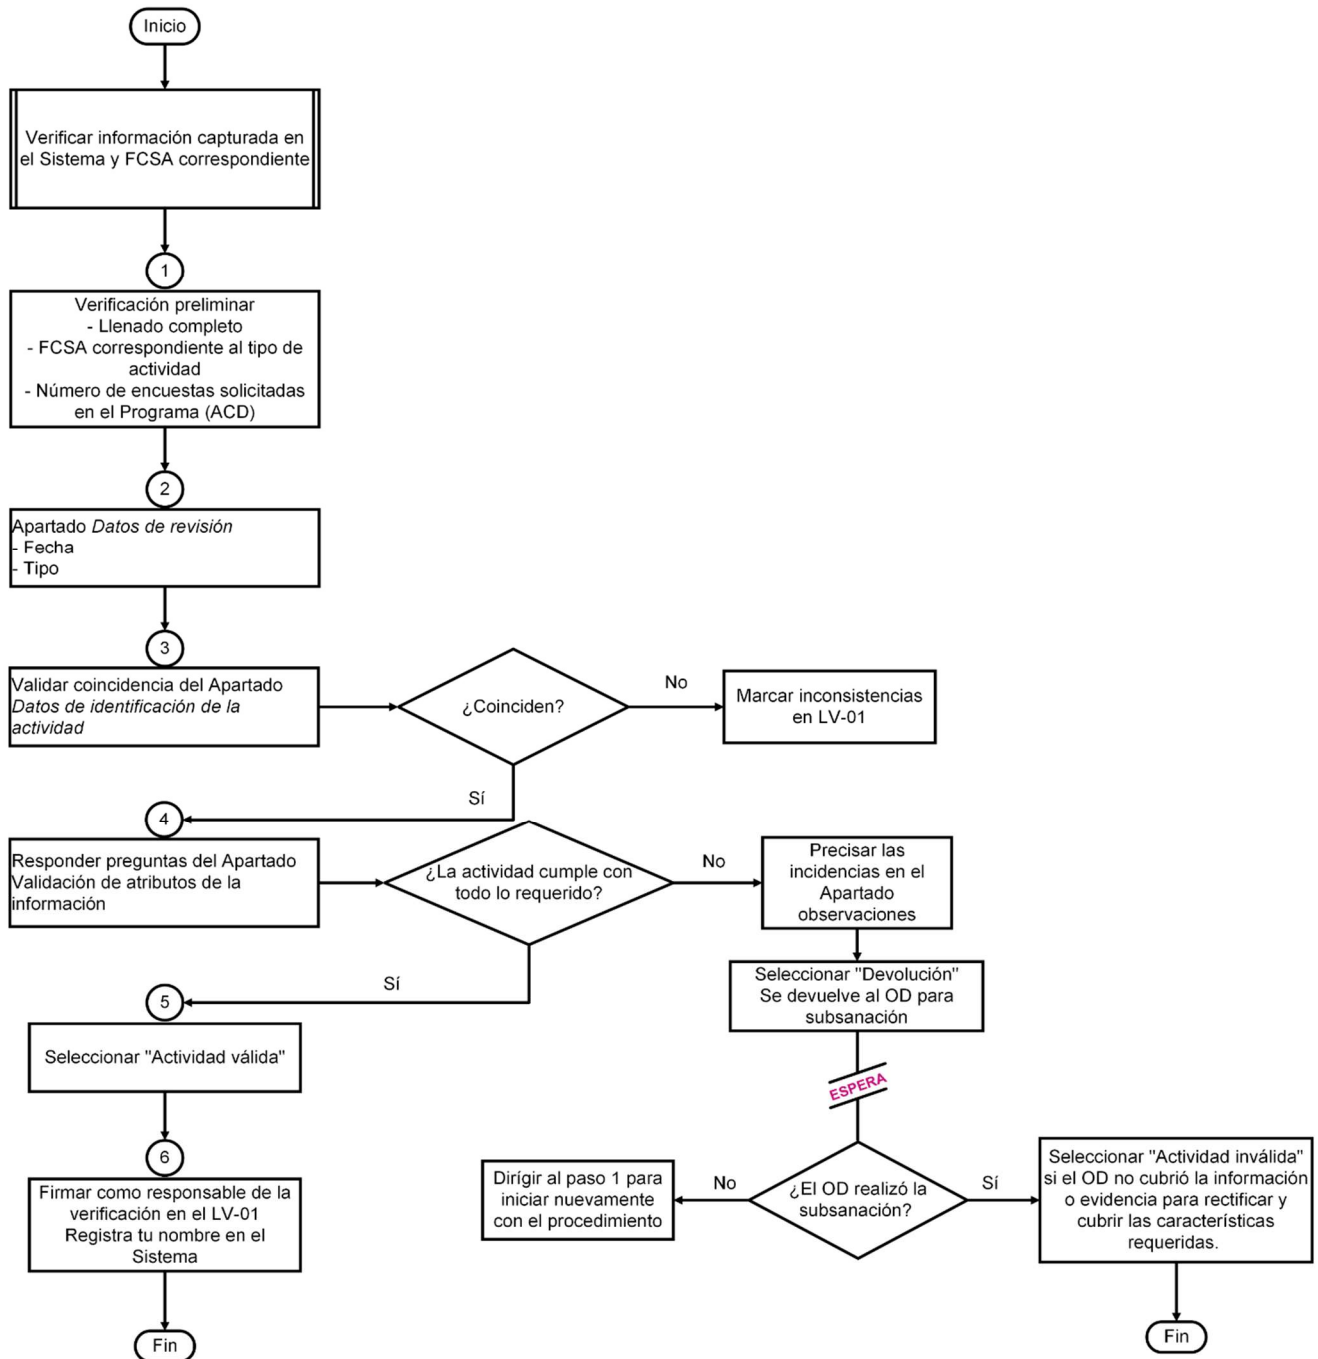 Inicio
Verificar información capturada en
el Sistema y FCSA correspondiente
1
Verificación preliminar
- Llenado completo
- FCSA correspondiente al tipo de
actividad
- Número de encuestas solicitadas
en el Programa (ACD)
2
Apartado Datos de revisión
- Fecha
- Tipo
3
Validar coincidencia del Apartado
Datos de identificación de la
actividad
¿Coinciden?
No
Marcar inconsistencias
en LV-01
Sí
4
Responder preguntas del Apartado
Validación de atributos de la
información
¿La actividad cumple con
todo lo requerido?
No
Precisar las
incidencias en el
Apartado
observaciones
Seleccionar "Devolución"
Se devuelve al OD para
subsanación
Sí
5
Seleccionar "Actividad válida"
ESPERA
6
Firmar como responsable de la
verificación en el LV-01
Registra tu nombre en el
Sistema
Fin
¿El OD realizó la
subsanación?
No
Dirígir al paso 1 para
iniciar nuevamente
con el procedimiento
Sí
Seleccionar "Actividad inválida"
si el OD no cubrió la información
o evidencia para rectificar y
cubrir las características
requeridas.
Fin